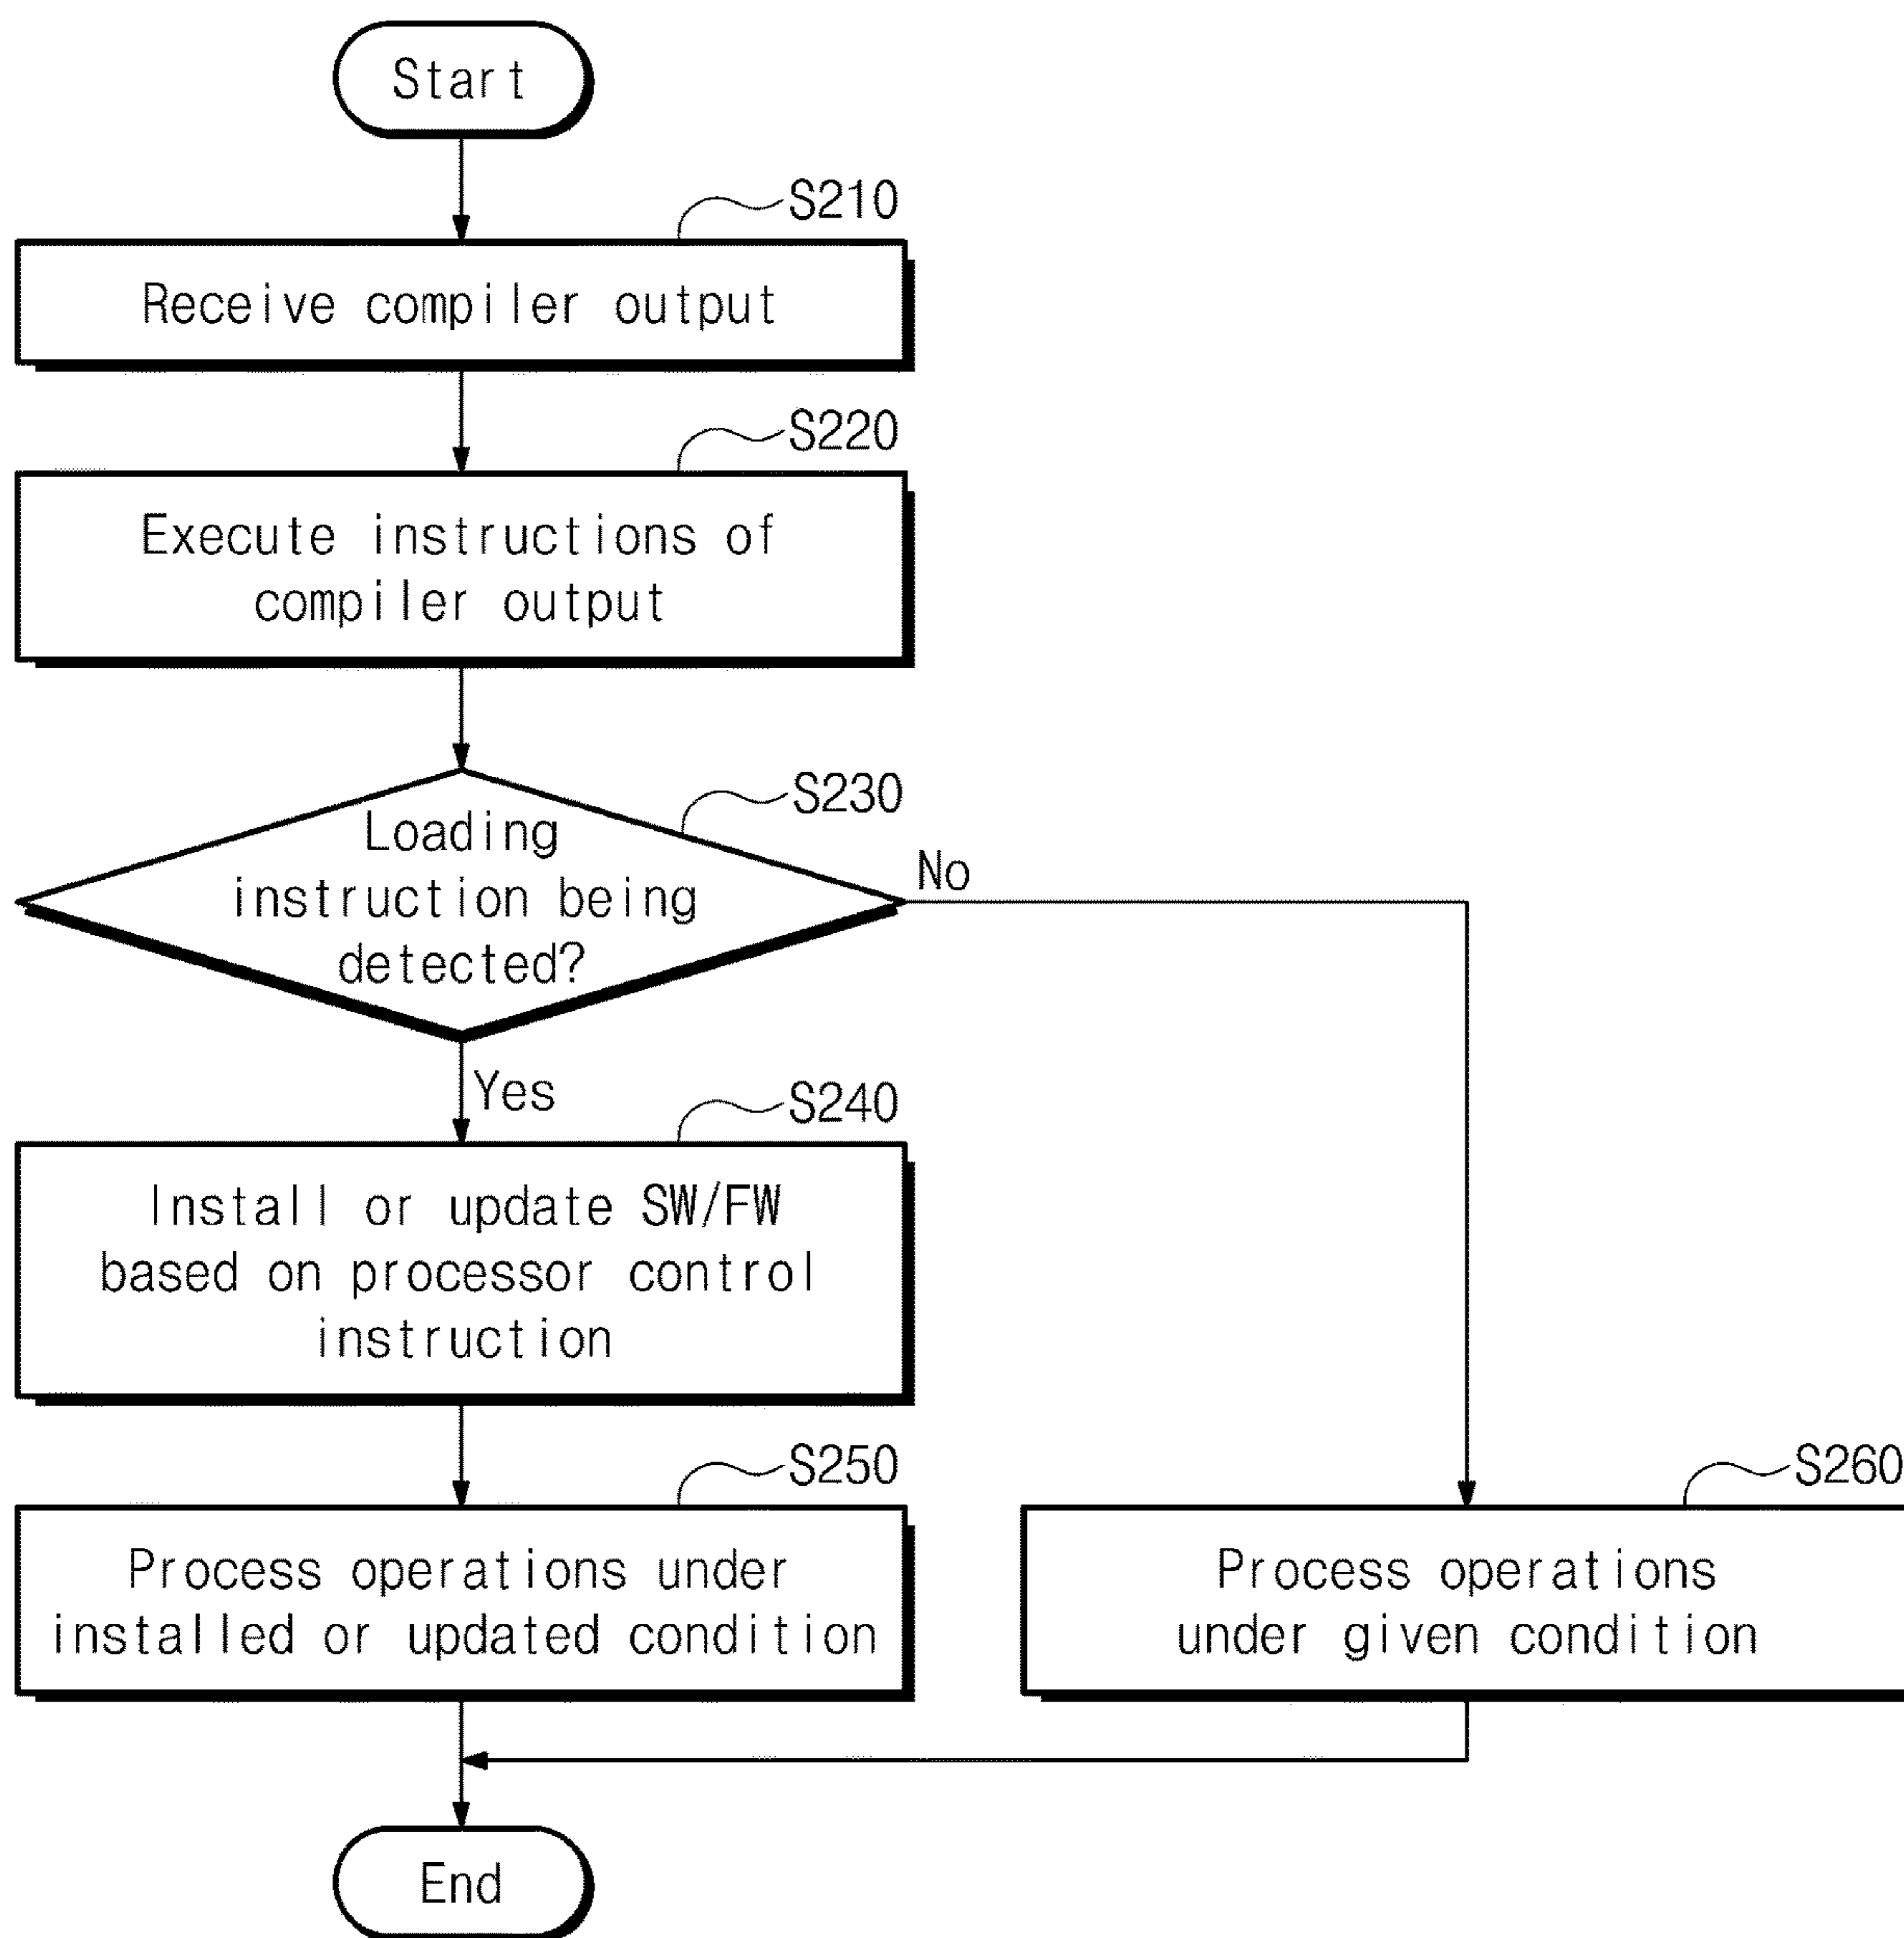 Start
S210
Receive compiler output
S220
Execute instructions of
compiler output
S230
Loading
instruction being
detected?
No
Yes
S240
Install or update SW/FW
based on processor control
instruction
S250
Process operations under
installed or updated condition
S260
Process operations
under given condition
End